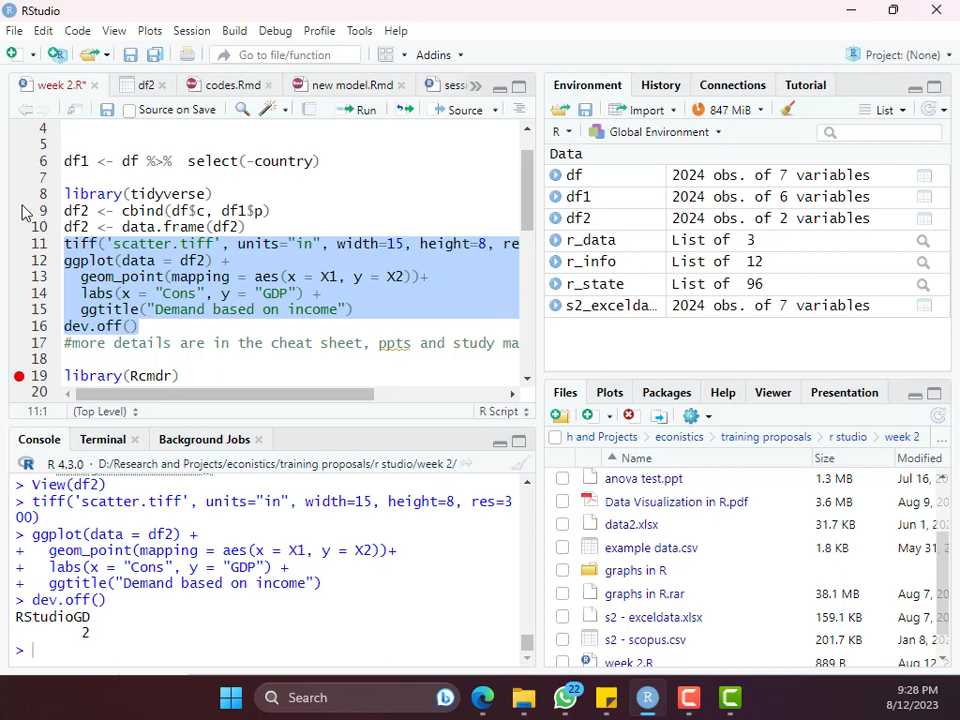 RStudio
File Edit Code View Plots Session Build Debug Profile Tools Help
Go to file/function Addins Project: (None)
week 2.R* df2 codes.Rmd new model.Rmd sessi
Source on Save Run Source
4
5
6 df1 <- df %>%  select(-country)
7
8 library(tidyverse)
9 df2 <- cbind(df$c, df1$p)
10 df2 <- data.frame(df2)
11 tiff('scatter.tiff', units="in", width=15, height=8, re
12 ggplot(data = df2) +
13   geom_point(mapping = aes(x = X1, y = X2))+
14   labs(x = "Cons", y = "GDP") +
15   ggtitle("Demand based on income")
16 dev.off()
17 #more details are in the cheat sheet, ppts and study ma
18
19 library(Rcmdr)
20
11:1 (Top Level) R Script
Console Terminal Background Jobs
R 4.3.0 · D:/Research and Projects/econistics/training proposals/r studio/week 2/
> View(df2)
> tiff('scatter.tiff', units="in", width=15, height=8, res=3
00)
> ggplot(data = df2) +
+   geom_point(mapping = aes(x = X1, y = X2))+
+   labs(x = "Cons", y = "GDP") +
+   ggtitle("Demand based on income")
> dev.off()
RStudioGD
2
>
Environment History Connections Tutorial
Import 847 MiB List
R Global Environment
Data
df 2024 obs. of 7 variables
df1 2024 obs. of 6 variables
df2 2024 obs. of 2 variables
r_data List of  3
r_info List of  12
r_state List of  96
s2_excelda… 2024 obs. of 7 variables
Files Plots Packages Help Viewer Presentation
h and Projects econistics training proposals r studio week 2 ...
Name Size Modified
anova test.ppt 1.3 MB Jul 16, 20
Data Visualization in R.pdf 3.6 MB Aug 9, 20
data2.xlsx 31.7 KB Jun 1, 20
example data.csv 1.8 KB May 31,
graphs in R
graphs in R.rar 38.1 MB Aug 7, 20
s2 - exceldata.xlsx 159.1 KB Aug 7, 20
s2 - scopus.csv 201.7 KB Jan 8, 20
week 2.R 889 B Aug 12,
Search 22 9:28 PM
8/12/2023